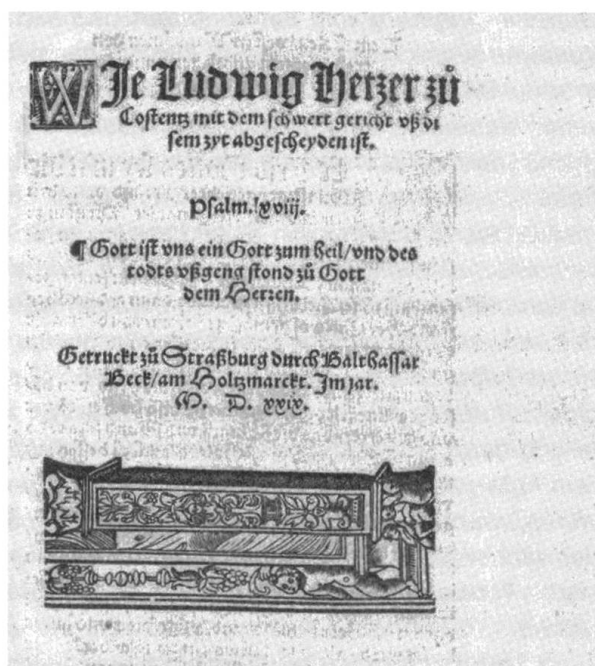 WJe Ludwig Hetzer zů
Costentz mit dem schwert gericht vß di
sem zyt abgescheyden ist.
Psalm. lxviij.
¶ Gott ist vns ein Gott zum heil/vnd des
todts vßgeng stond zů Gott
dem Herren.
Getruckt zů Straßburg durch Balthassar
Beck/am Holtzmarckt. Jm jar.
M. D. xxix.